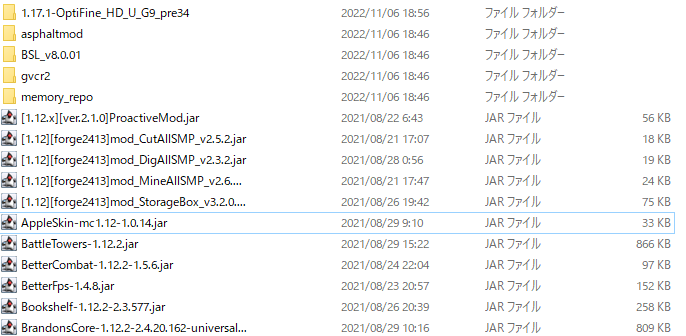 1.17.1-OptiFine_HD_U_G9_pre34 2022/11/06 18:56 ファイル フォルダー
asphaltmod 2022/11/06 18:46 ファイル フォルダー
BSL_v8.0.01 2022/11/06 18:46 ファイル フォルダー
gvcr2 2022/11/06 18:46 ファイル フォルダー
memory_repo 2022/11/06 18:46 ファイル フォルダー
[1.12.x][ver.2.1.0]ProactiveMod.jar 2021/08/22 6:43 JAR ファイル 56 KB
[1.12][forge2413]mod_CutAllSMP_v2.5.2.jar 2021/08/21 17:07 JAR ファイル 18 KB
[1.12][forge2413]mod_DigAllSMP_v2.3.2.jar 2021/08/28 0:56 JAR ファイル 19 KB
[1.12][forge2413]mod_MineAllSMP_v2.6.... 2021/08/21 17:47 JAR ファイル 24 KB
[1.12][forge2413]mod_StorageBox_v3.2.0.... 2021/08/26 19:42 JAR ファイル 75 KB
AppleSkin-mc1.12-1.0.14.jar 2021/08/29 9:10 JAR ファイル 33 KB
BattleTowers-1.12.2.jar 2021/08/29 15:22 JAR ファイル 866 KB
BetterCombat-1.12.2-1.5.6.jar 2021/08/24 22:04 JAR ファイル 97 KB
BetterFps-1.4.8.jar 2021/08/23 20:57 JAR ファイル 152 KB
Bookshelf-1.12.2-2.3.577.jar 2021/08/26 20:39 JAR ファイル 258 KB
BrandonsCore-1.12.2-2.4.20.162-universal... 2021/08/29 10:16 JAR ファイル 809 KB